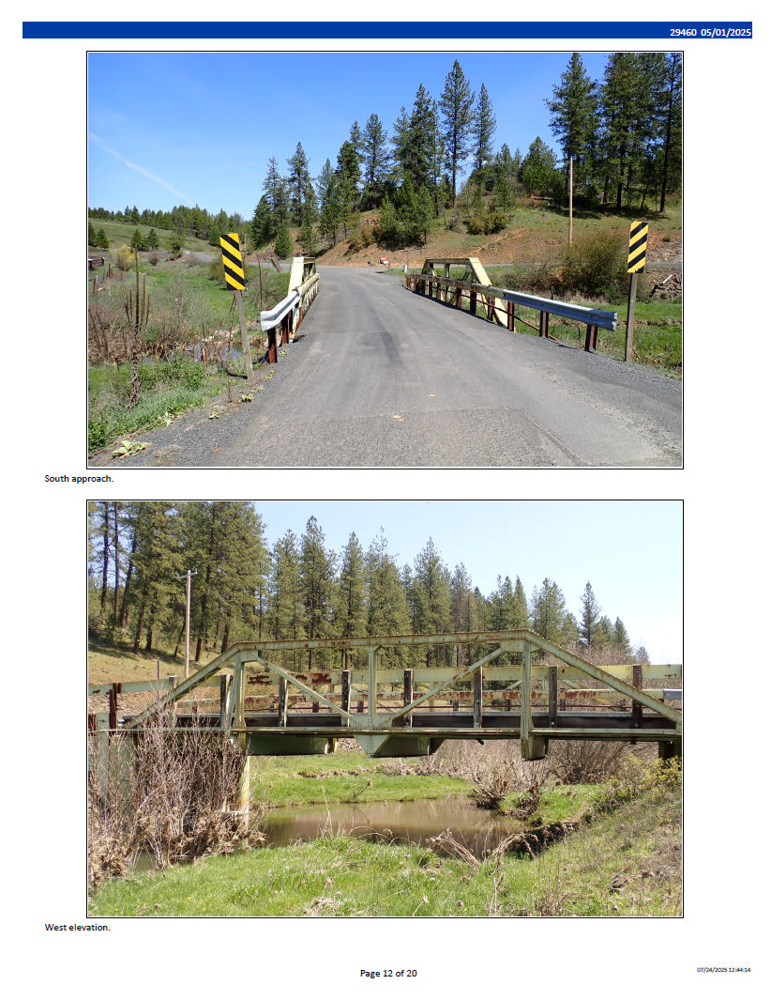 29460 05/01/2025
South approach.
West elevation.
Page 12 of 20
07/24/2025 12:44:14